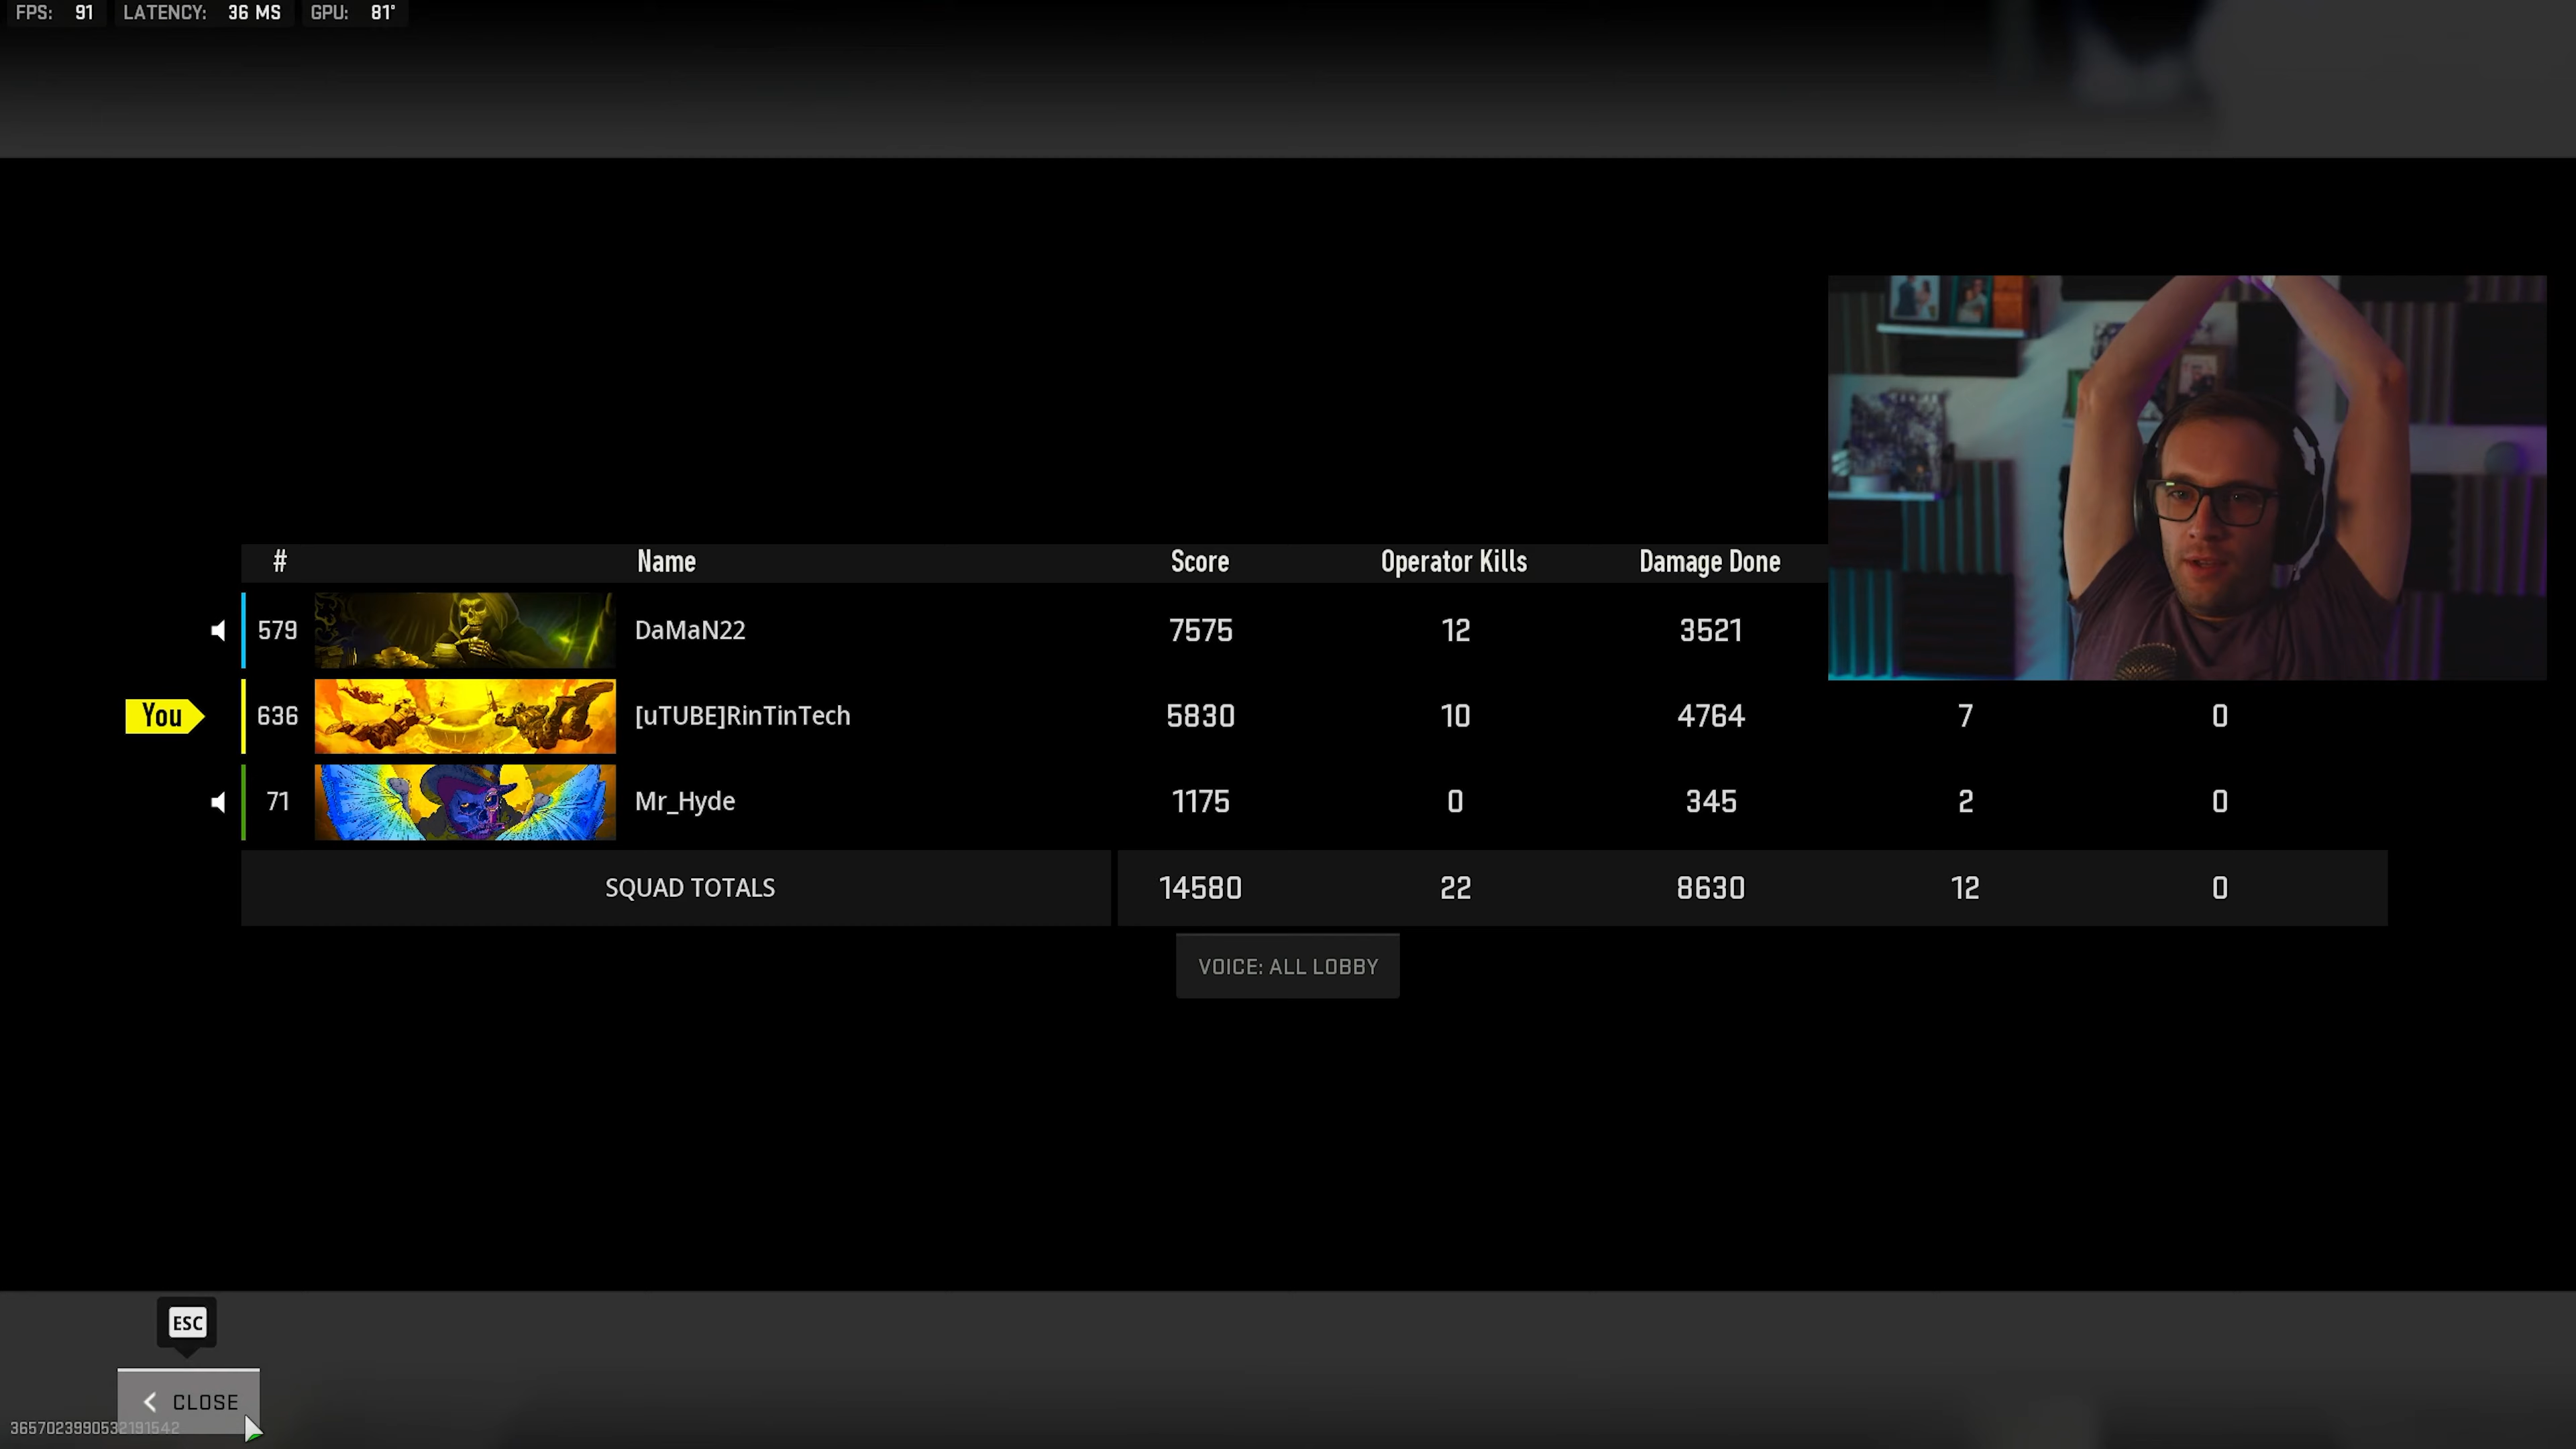 FPS: 91 LATENCY: 36 MS GPU: 81°
# Name Score Operator Kills Damage Done
579 DaMaN22 7575 12 3521
You 636 [uTUBE]RinTinTech 5830 10 4764 7 0
71 Mr_Hyde 1175 0 345 2 0
SQUAD TOTALS 14580 22 8630 12 0
VOICE: ALL LOBBY
ESC
CLOSE
3657023990532191542